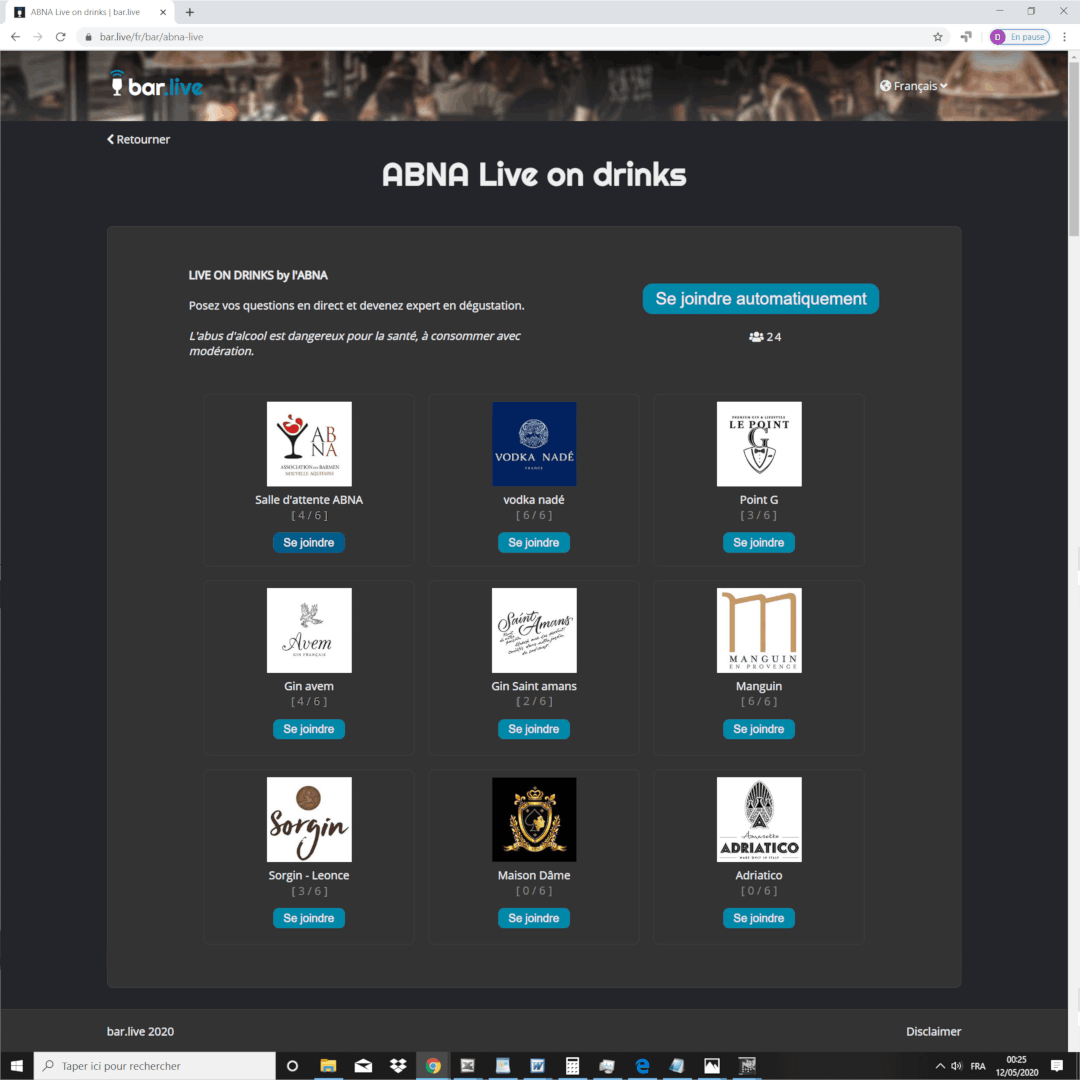 ABNA Live on drinks | bar.live
bar.live/fr/bar/abna-live
D
En pause
bar.live
Français
Retourner
ABNA Live on drinks
LIVE ON DRINKS by l'ABNA
Posez vos questions en direct et devenez expert en dégustation.
L'abus d'alcool est dangereux pour la santé, à consommer avec
modération.
Se joindre automatiquement
24
AB
NA
ASSOCIATION DES BARMEN
NOUVELLE-AQUITAINE
Salle d'attente ABNA
[ 4 / 6 ]
Se joindre
VODKA NADÉ
FRANCE
vodka nadé
[ 6 / 6 ]
Se joindre
PREMIUM GIN & LIFESTYLE
LE POINT
G
Point G
[ 3 / 6 ]
Se joindre
Avem
GIN FRANÇAIS
Gin avem
[ 4 / 6 ]
Se joindre
Saint Amans
Gin Saint amans
[ 2 / 6 ]
Se joindre
MANGUIN
EN PROVENCE
Manguin
[ 6 / 6 ]
Se joindre
Sorgin
Sorgin - Leonce
[ 3 / 6 ]
Se joindre
Maison Dâme
[ 0 / 6 ]
Se joindre
Amaretto
ADRIATICO
Adriatico
[ 0 / 6 ]
Se joindre
bar.live 2020
Disclaimer
Taper ici pour rechercher
FRA
00:25
12/05/2020